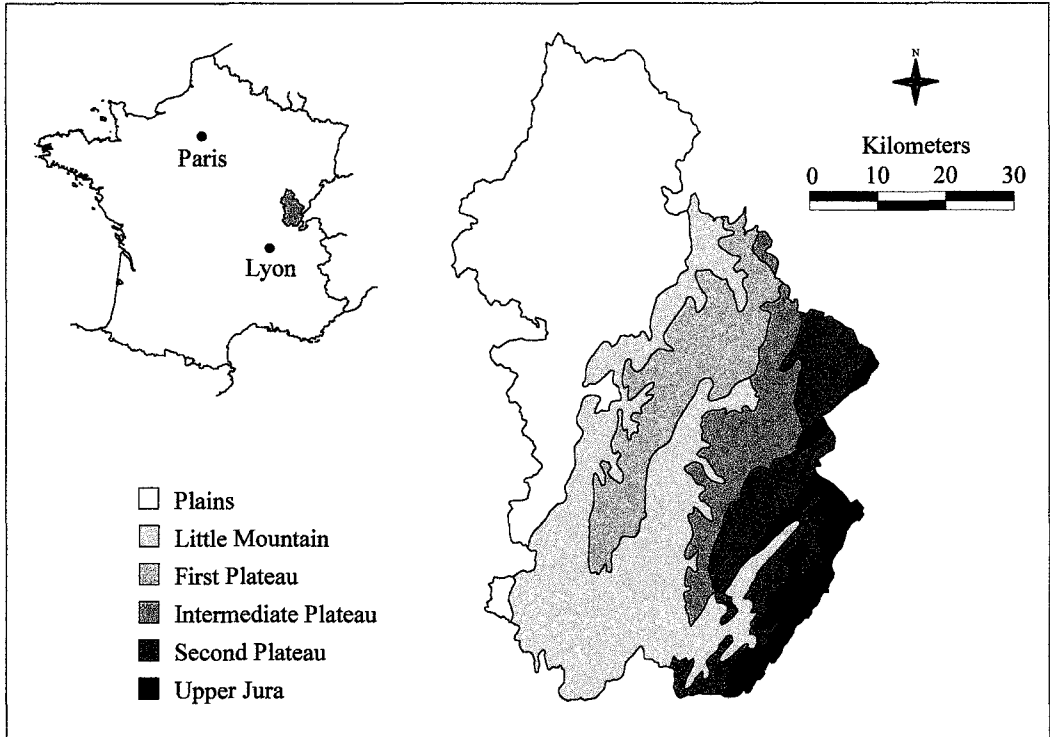 Paris
Lyon
N
Kilometers
0 10 20 30
Plains
Little Mountain
First Plateau
Intermediate Plateau
Second Plateau
Upper Jura